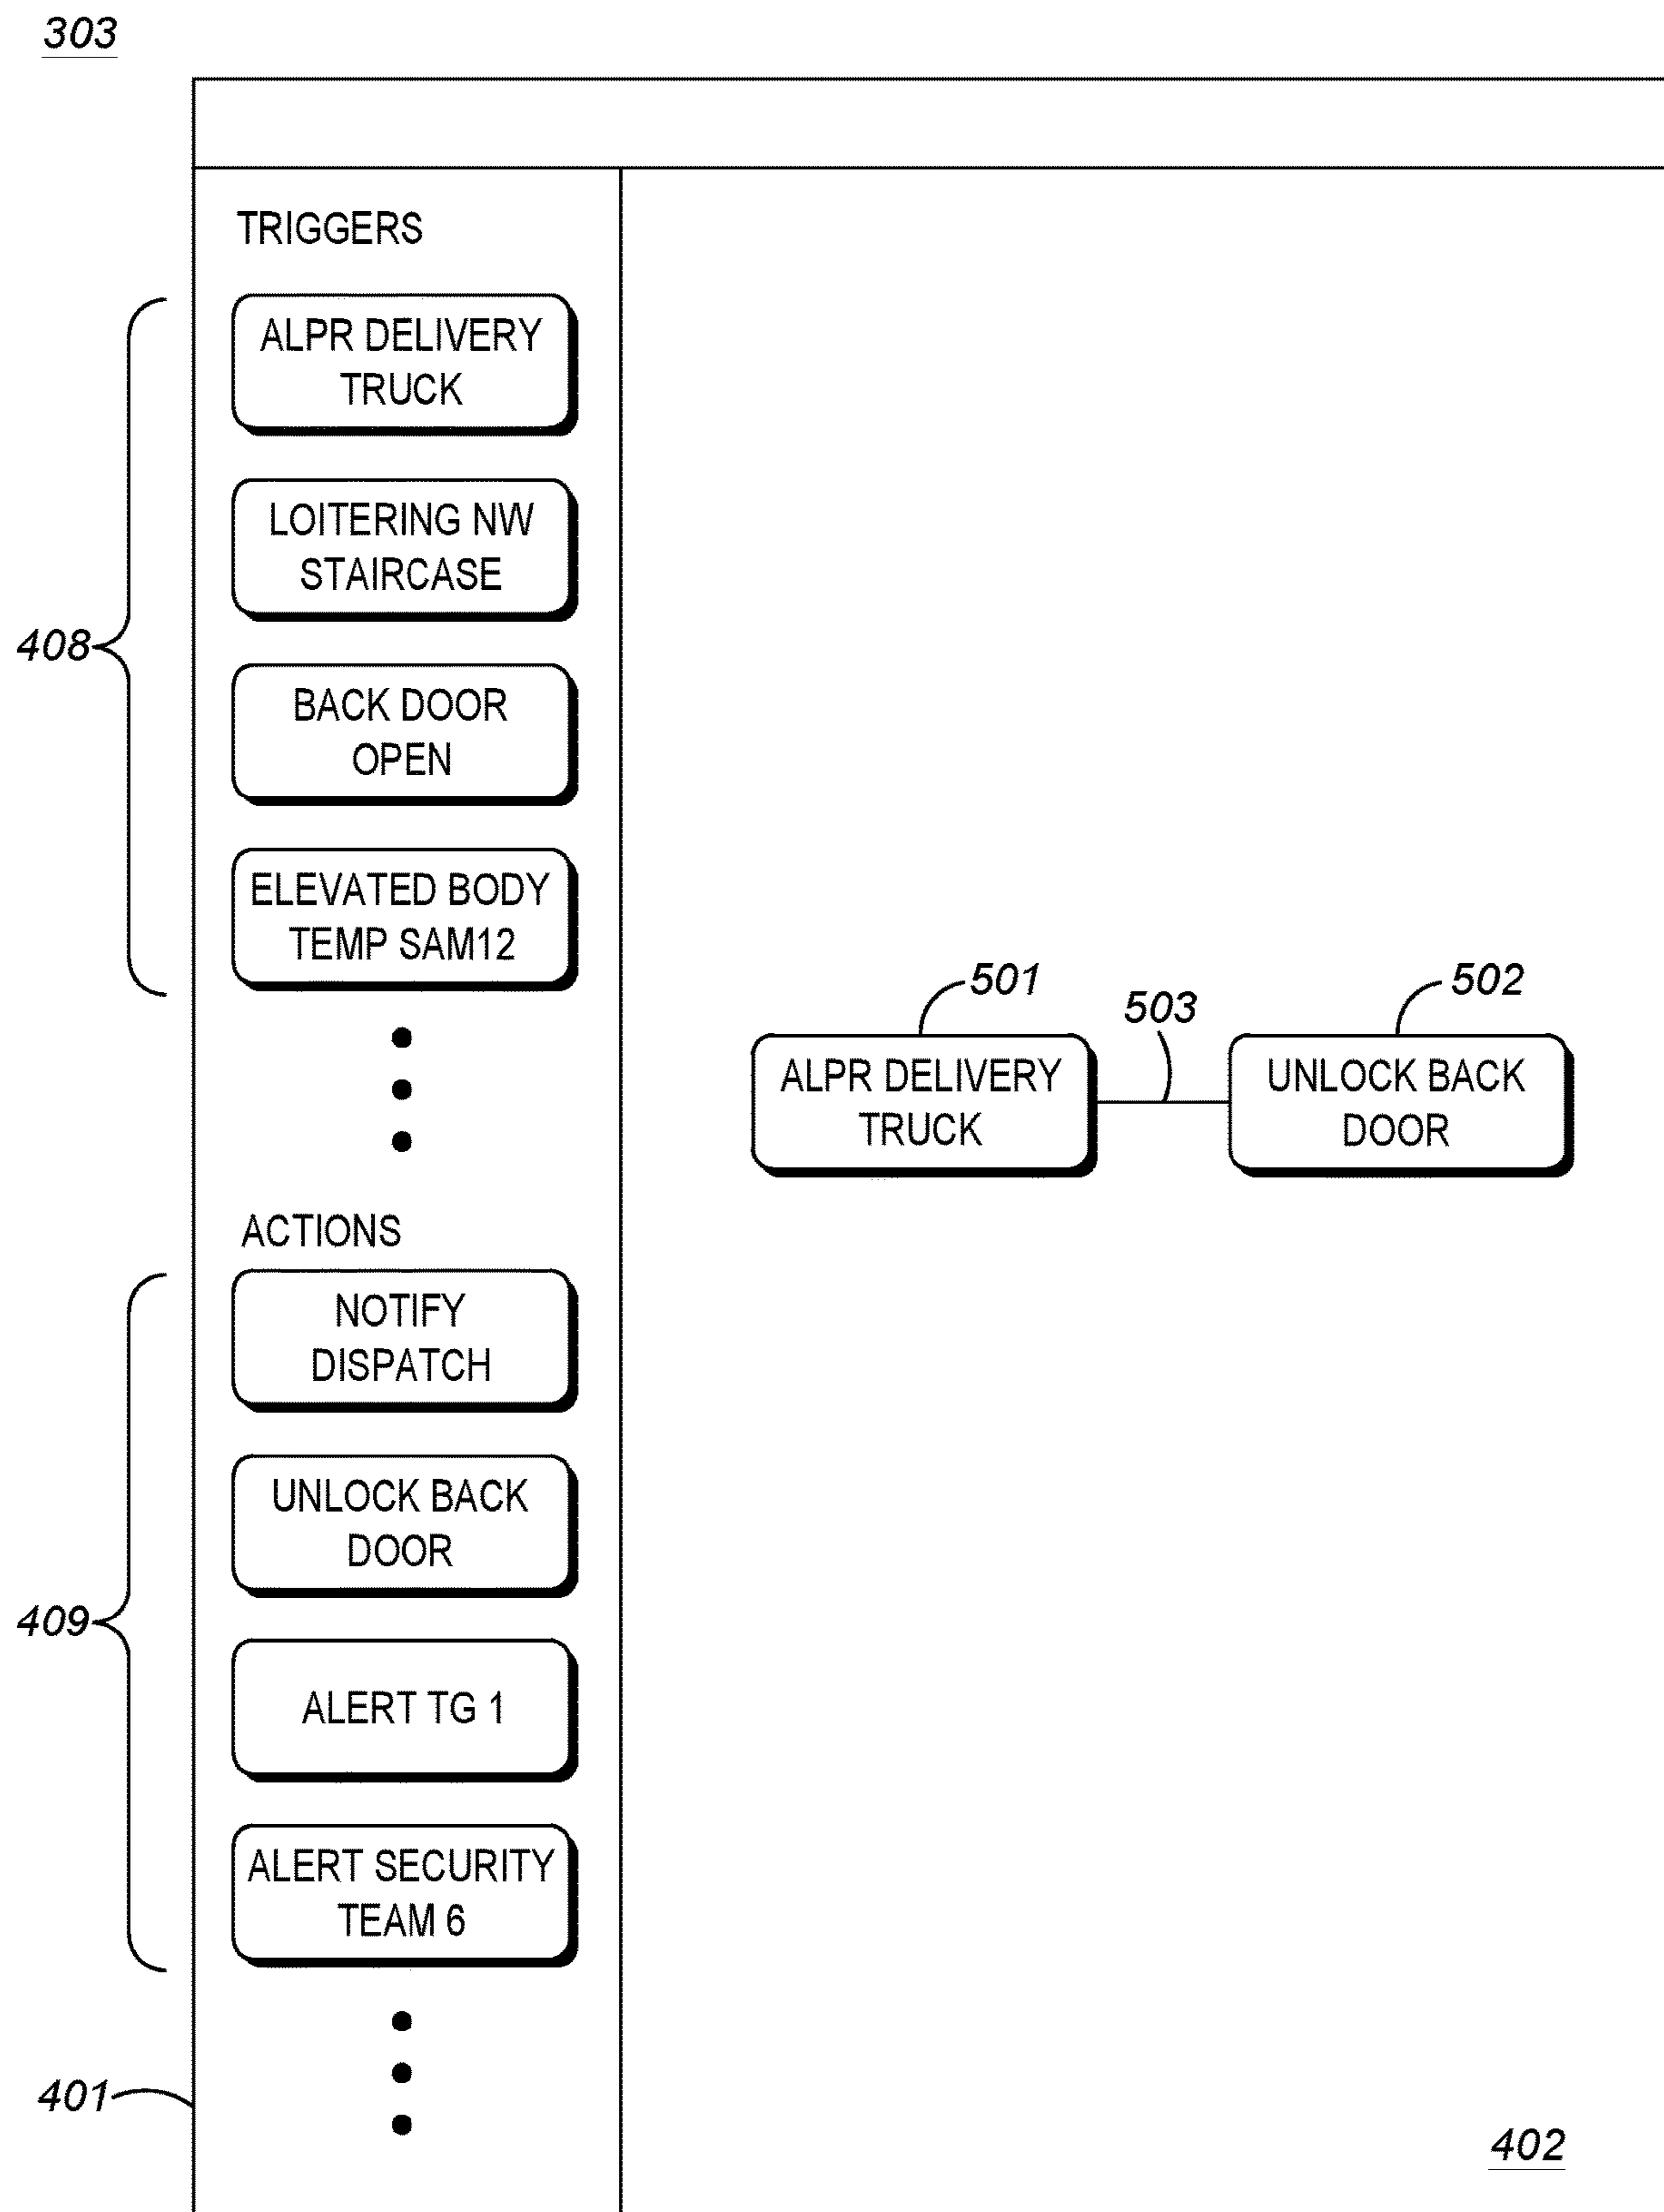 303
TRIGGERS
ALPR DELIVERY
TRUCK
LOITERING NW
STAIRCASE
408
BACK DOOR
OPEN
ELEVATED BODY
TEMP SAM12
501
503
502
ALPR DELIVERY
TRUCK
UNLOCK BACK
DOOR
ACTIONS
NOTIFY
DISPATCH
UNLOCK BACK
DOOR
409
ALERT TG 1
ALERT SECURITY
TEAM 6
401
402